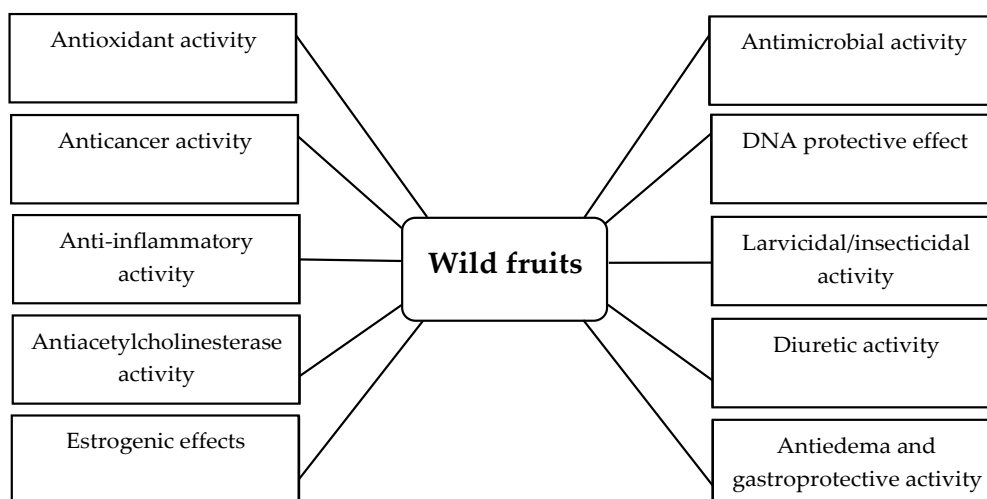 Antioxidant activity
Anticancer activity
Anti-inflammatory
activity
Antiacetylcholinesterase
activity
Estrogenic effects
Wild fruits
Antimicrobial activity
DNA protective effect
Larvicidal/insecticidal
activity
Diuretic activity
Antiedema and
gastroprotective activity